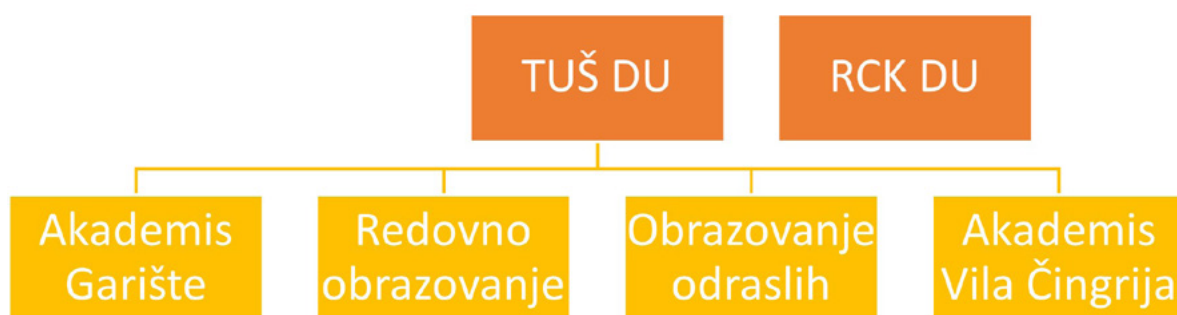 TUŠ DU
RCK DU
Akademis
Garište
Redovno
obrazovanje
Obrazovanje
odraslih
Akademis
Vila Čingrija